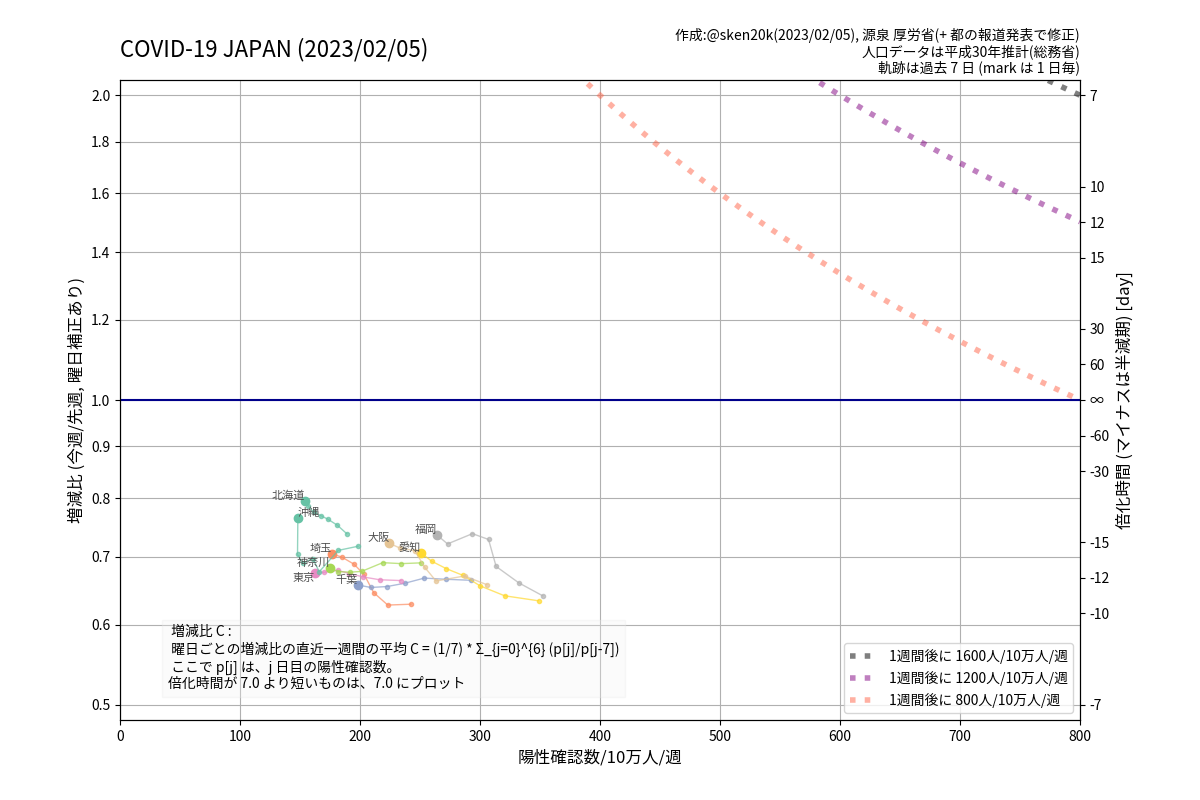 COVID-19 JAPAN (2023/02/05)
作成:@sken20k(2023/02/05), 源泉 厚労省(+ 都の報道発表で修正)
人口データは平成30年推計(総務省)
軌跡は過去 7 日 (mark は 1 日毎)
増減比 (今週/先週, 曜日補正あり)
2.0
1.8
1.6
1.4
1.2
1.0
0.9
0.8
0.7
0.6
0.5
7
10
12
15
30
60
∞
-60
-30
-15
-12
-10
-7
倍化時間 (マイナスは半減期) [day]
北海道
沖縄
福岡
大阪
愛知
埼玉
神奈川
東京
千葉
増減比 C :
曜日ごとの増減比の直近一週間の平均 C = (1/7) * Σ_{j=0}^{6} (p[j]/p[j-7])
ここで p[j] は、j 日目の陽性確認数。
倍化時間が 7.0 より短いものは、7.0 にプロット
1週間後に 1600人/10万人/週
1週間後に 1200人/10万人/週
1週間後に 800人/10万人/週
0 100 200 300 400 500 600 700 800
陽性確認数/10万人/週